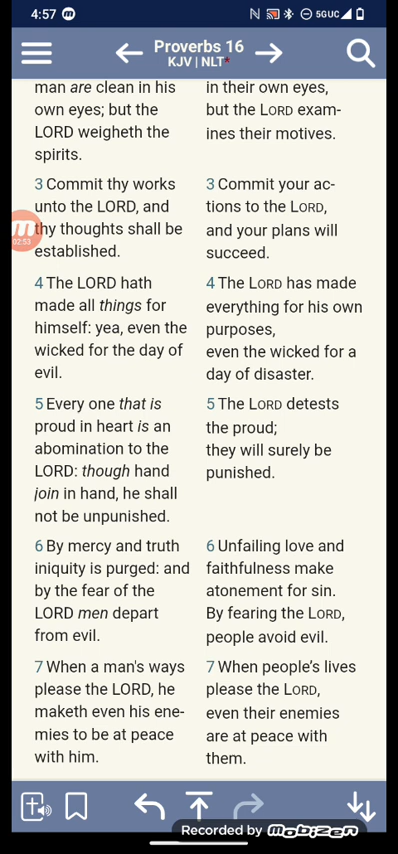 4:57
5GUC
Proverbs 16
KJV | NLT*
man are clean in his
own eyes; but the
LORD weigheth the
spirits.
3 Commit thy works
unto the LORD, and
thy thoughts shall be
established.
4 The LORD hath
made all things for
himself: yea, even the
wicked for the day of
evil.
5 Every one that is
proud in heart is an
abomination to the
LORD: though hand
join in hand, he shall
not be unpunished.
6 By mercy and truth
iniquity is purged: and
by the fear of the
LORD men depart
from evil.
7 When a man's ways
please the LORD, he
maketh even his ene-
mies to be at peace
with him.
in their own eyes,
but the LORD exam-
ines their motives.
3 Commit your ac-
tions to the LORD,
and your plans will
succeed.
4 The LORD has made
everything for his own
purposes,
even the wicked for a
day of disaster.
5 The LORD detests
the proud;
they will surely be
punished.
6 Unfailing love and
faithfulness make
atonement for sin.
By fearing the LORD,
people avoid evil.
7 When people’s lives
please the LORD,
even their enemies
are at peace with
them.
02:53
Recorded by mobizen